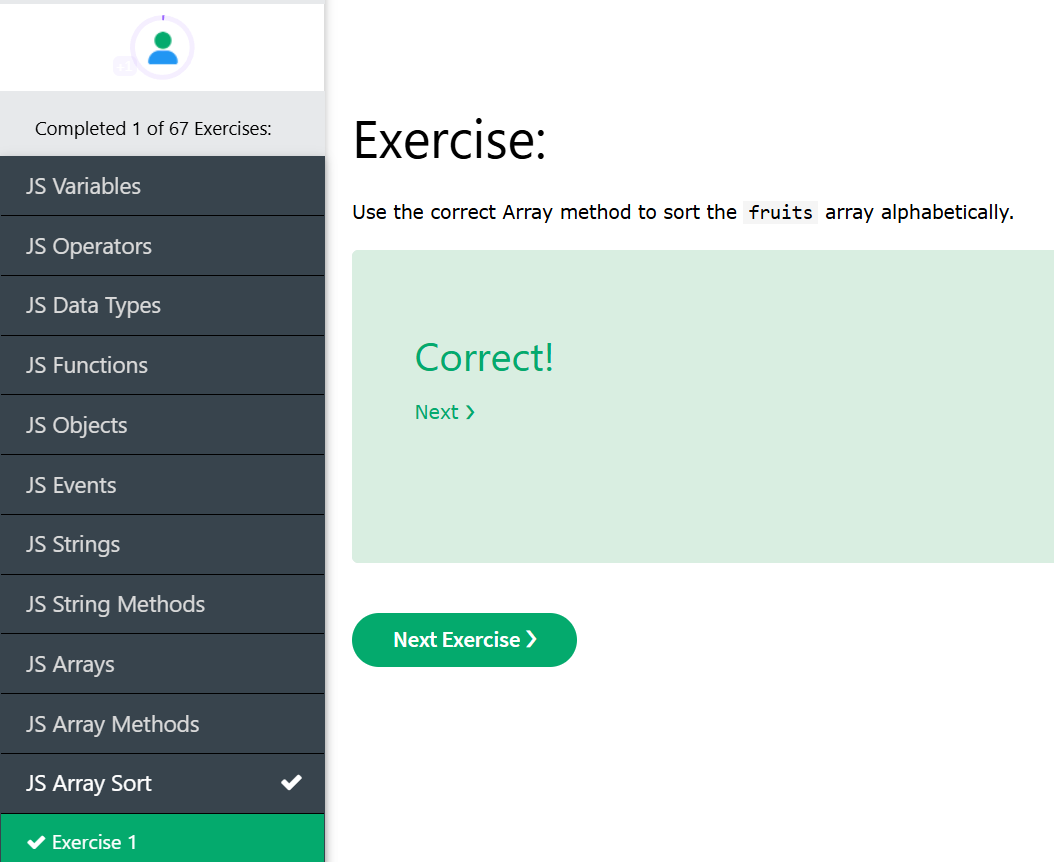 Completed 1 of 67 Exercises:
JS Variables
JS Operators
JS Data Types
JS Functions
JS Objects
JS Events
JS Strings
JS String Methods
JS Arrays
JS Array Methods
JS Array Sort
Exercise 1
Exercise:
Use the correct Array method to sort the fruits array alphabetically.
Correct!
Next ❯
Next Exercise ❯